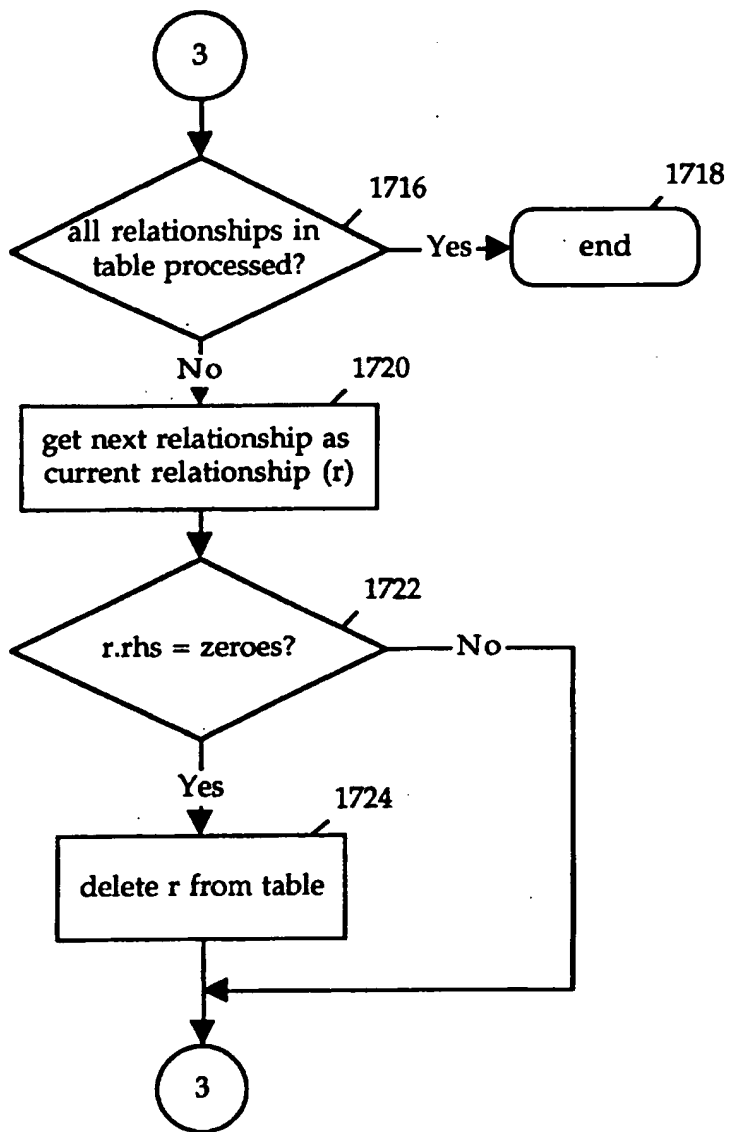 3
1716
1718
all relationships in
table processed?
Yes
end
No
1720
get next relationship as
current relationship (r)
1722
r.rhs = zeroes?
No
Yes
1724
delete r from table
3